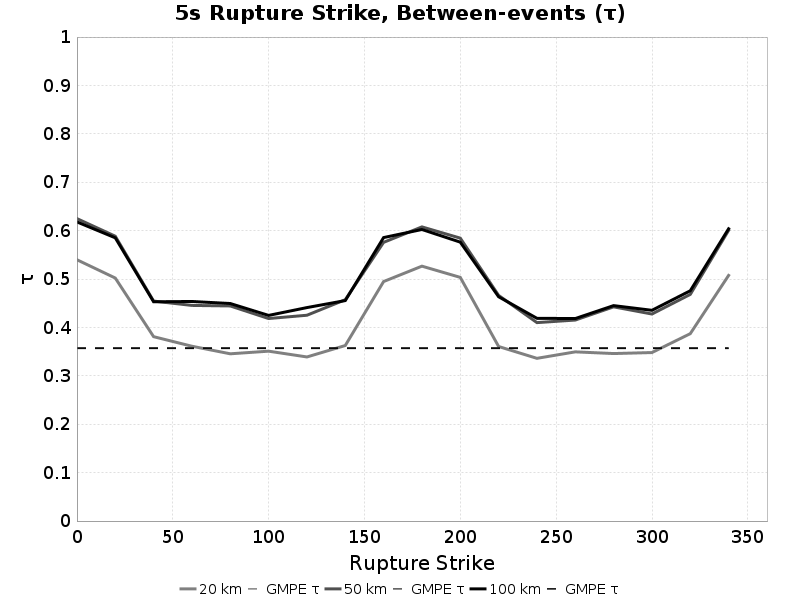 5s Rupture Strike, Between-events (τ)
1
0.9
0.8
0.7
0.6
0.5
0.4
0.3
0.2
0.1
0
τ
0 50 100 150 200 250 300 350
Rupture Strike
20 km GMPE τ 50 km GMPE τ 100 km GMPE τ